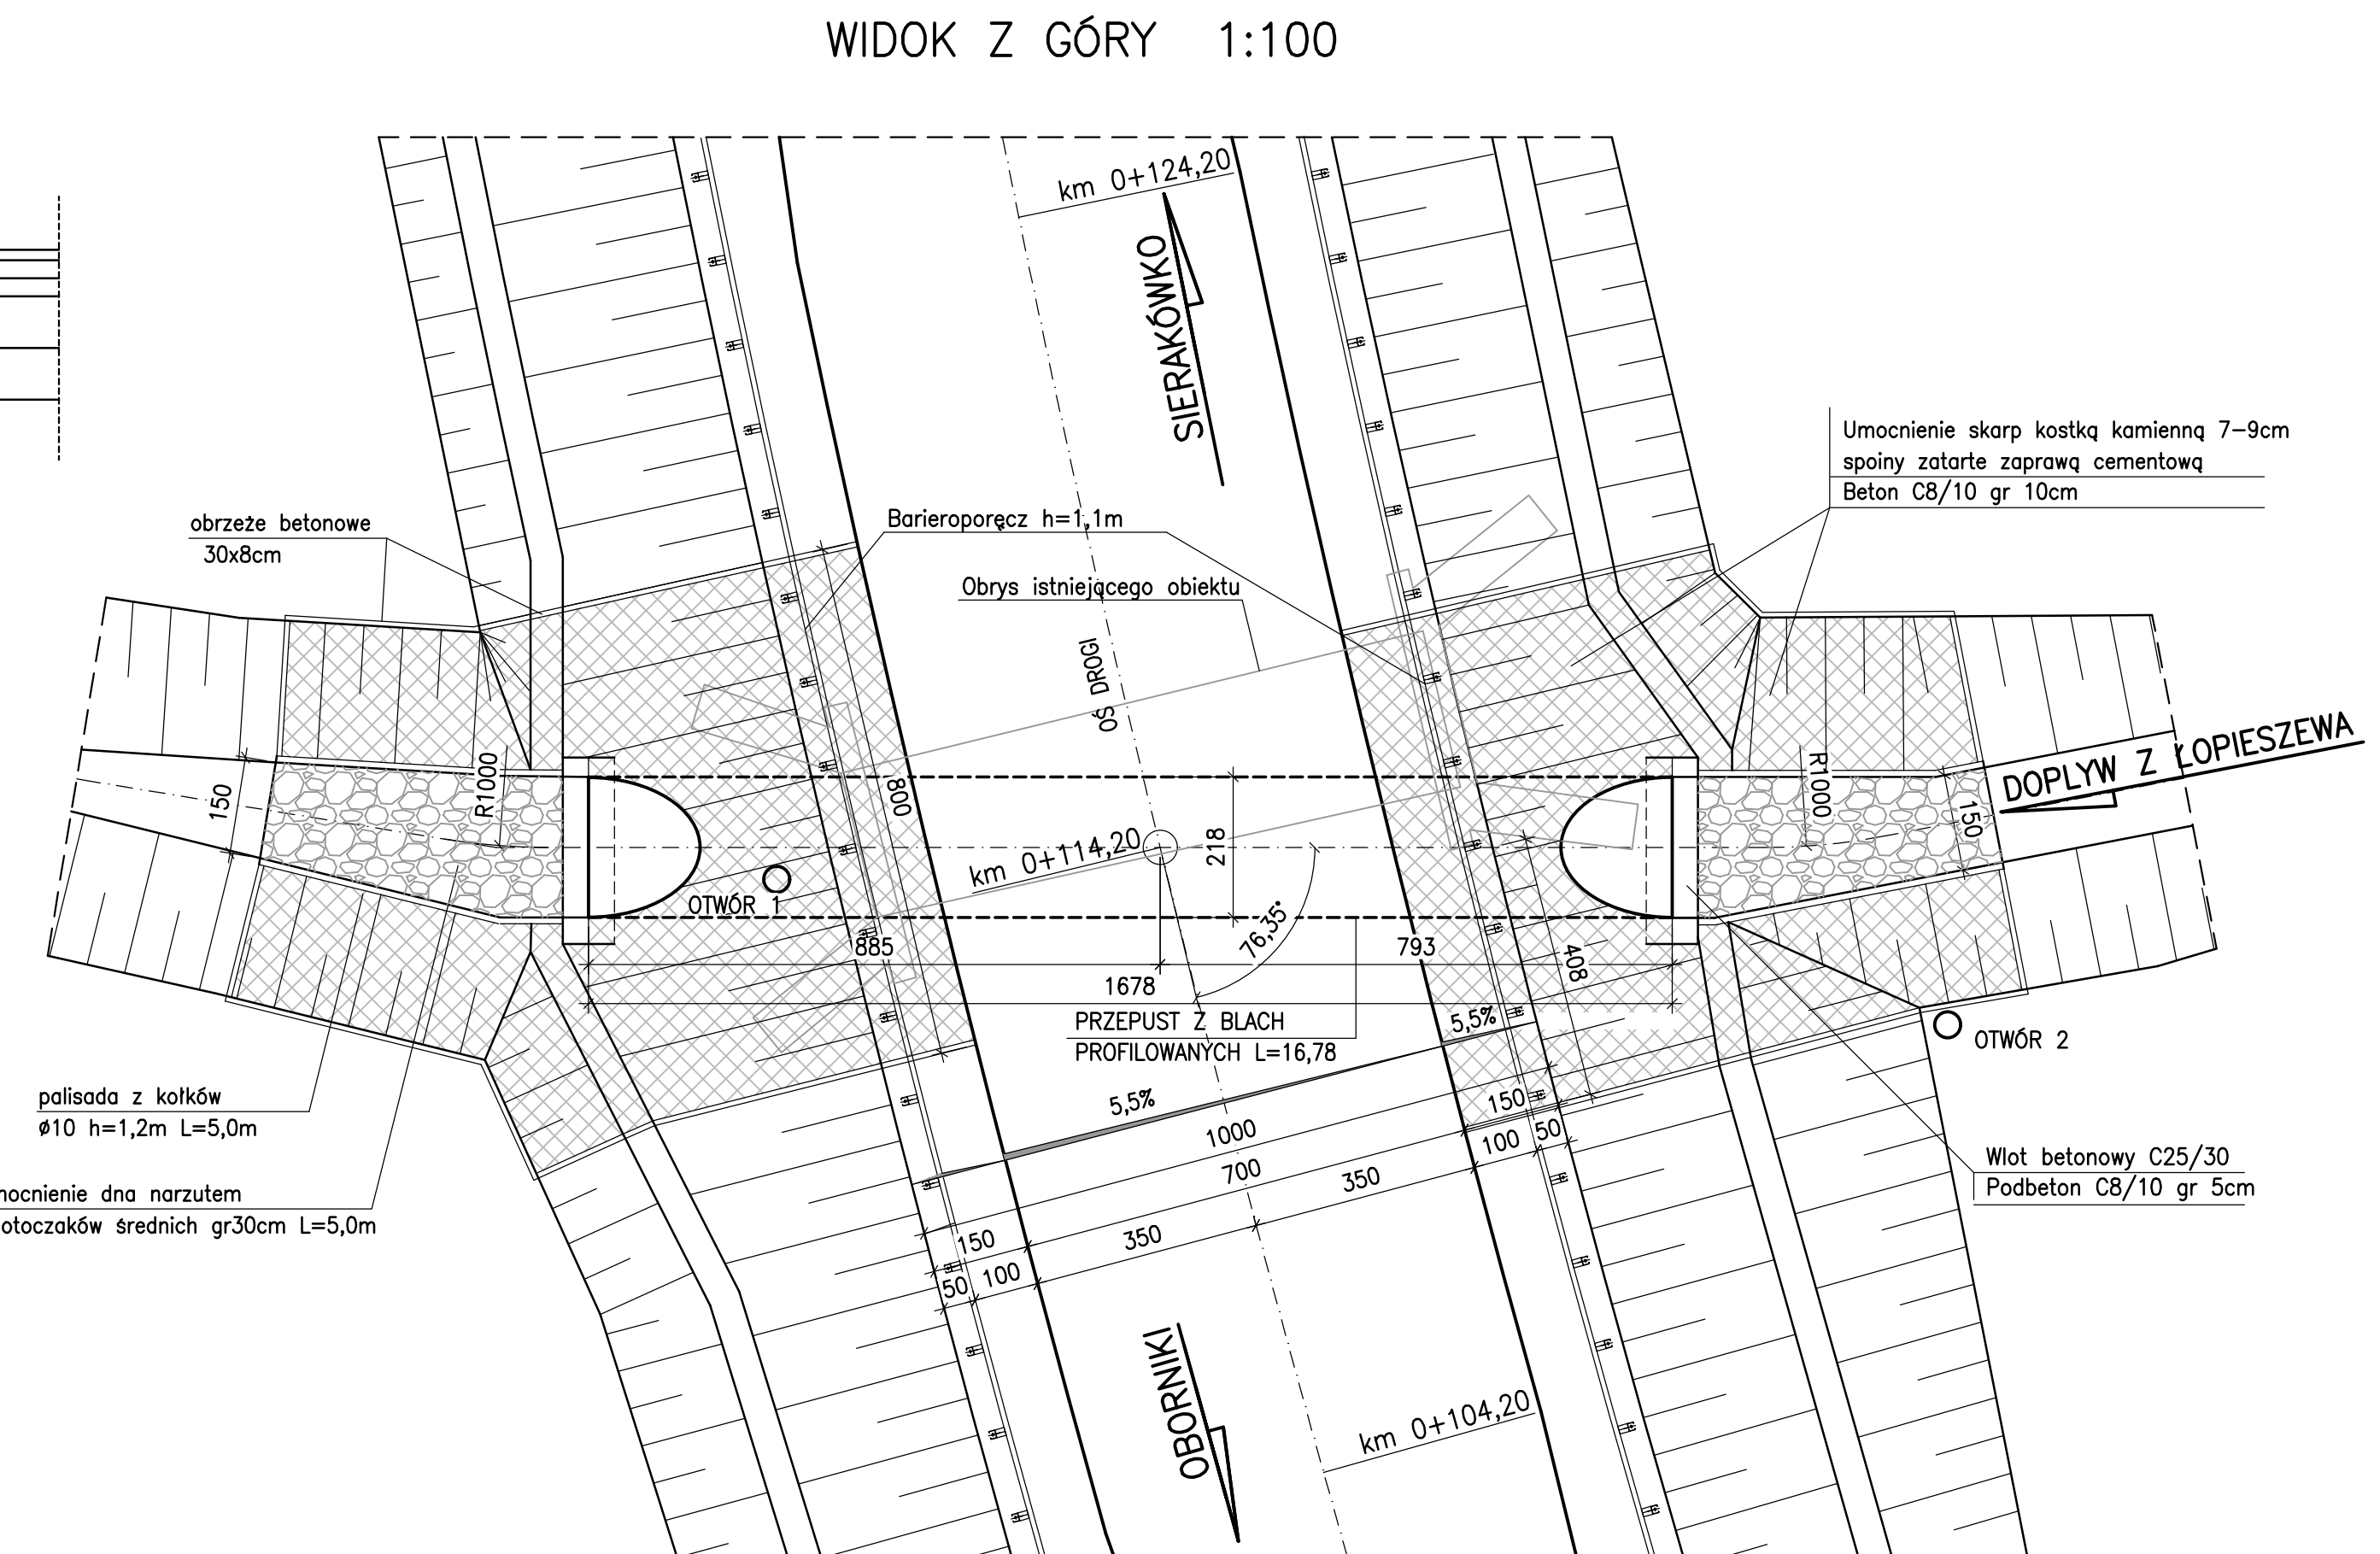 WIDOK Z GÓRY 1:100
km 0+124,20
SIERAKÓWKO
Umocnienie skarp kostką kamienną 7-9cm
spoiny zatarte zaprawą cementową
Beton C8/10 gr 10cm
obrzeże betonowe
30x8cm
Barieroporęcz h=1,1m
Obrys istniejącego obiektu
OŚ DROGI
DOPLYW Z ŁOPIESZEWA
R1000
R1000
150
150
800
218
km 0+114,20
OTWÓR 1
76,35°
885
793
408
1678
PRZEPUST Z BLACH
PROFILOWANYCH L=16,78
5,5%
OTWÓR 2
palisada z kołków
ø10 h=1,2m L=5,0m
5,5%
150
1000
100
50
700
350
Wlot betonowy C25/30
Podbeton C8/10 gr 5cm
dna narzutem
otoczaków średnich gr30cm L=5,0m
150
350
50
100
OBORNIKI
km 0+104,20